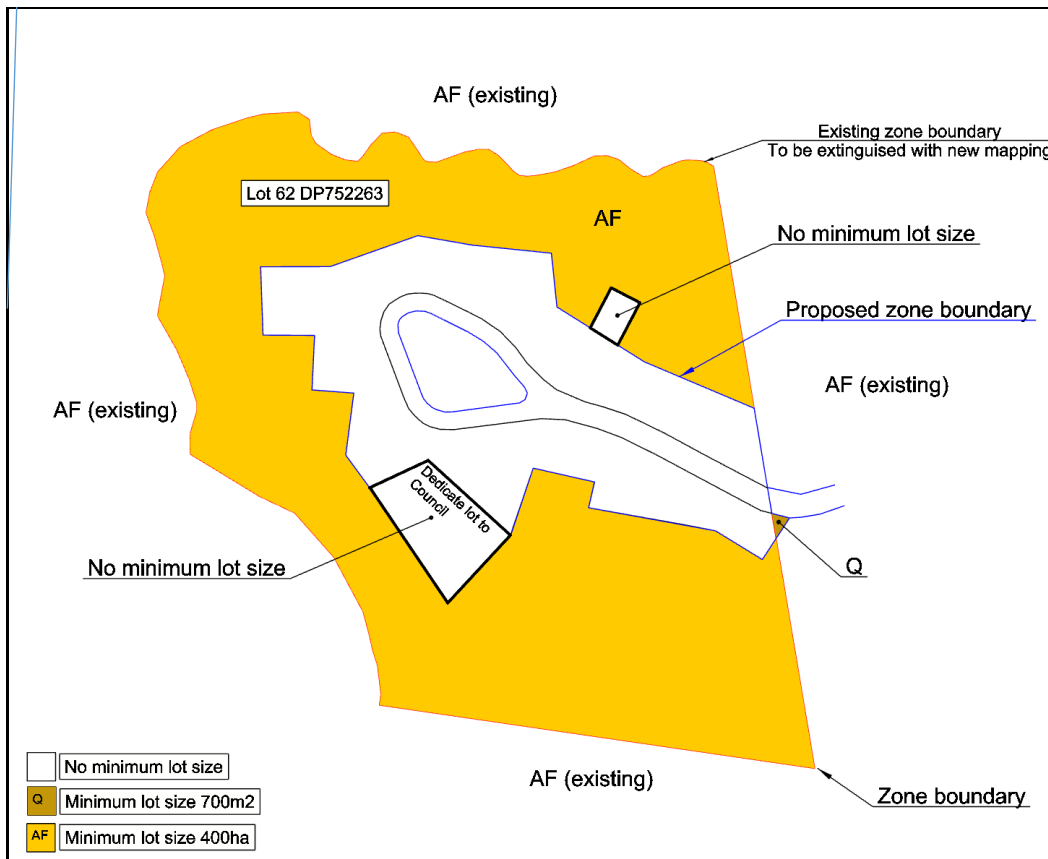 AF (existing)
Existing zone boundary
To be extinguised with new mapping
Lot 62 DP752263
AF
No minimum lot size
Proposed zone boundary
AF (existing)
AF (existing)
Dedicate lot to
Council
No minimum lot size
Q
AF (existing)
Zone boundary
No minimum lot size
Q Minimum lot size 700m2
AF Minimum lot size 400ha